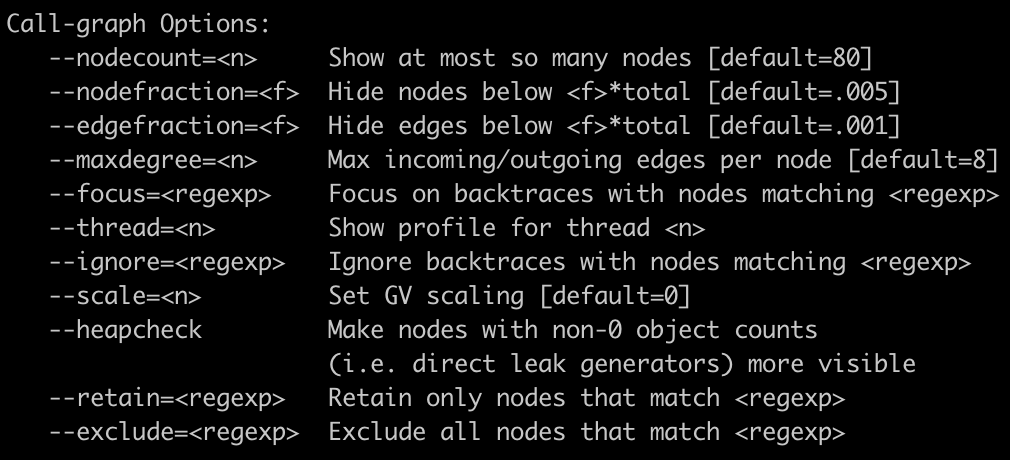 Call-graph Options:
   --nodecount=<n>     Show at most so many nodes [default=80]
   --nodefraction=<f>  Hide nodes below <f>*total [default=.005]
   --edgefraction=<f>  Hide edges below <f>*total [default=.001]
   --maxdegree=<n>     Max incoming/outgoing edges per node [default=8]
   --focus=<regexp>    Focus on backtraces with nodes matching <regexp>
   --thread=<n>        Show profile for thread <n>
   --ignore=<regexp>   Ignore backtraces with nodes matching <regexp>
   --scale=<n>         Set GV scaling [default=0]
   --heapcheck         Make nodes with non-0 object counts
                       (i.e. direct leak generators) more visible
   --retain=<regexp>   Retain only nodes that match <regexp>
   --exclude=<regexp>  Exclude all nodes that match <regexp>